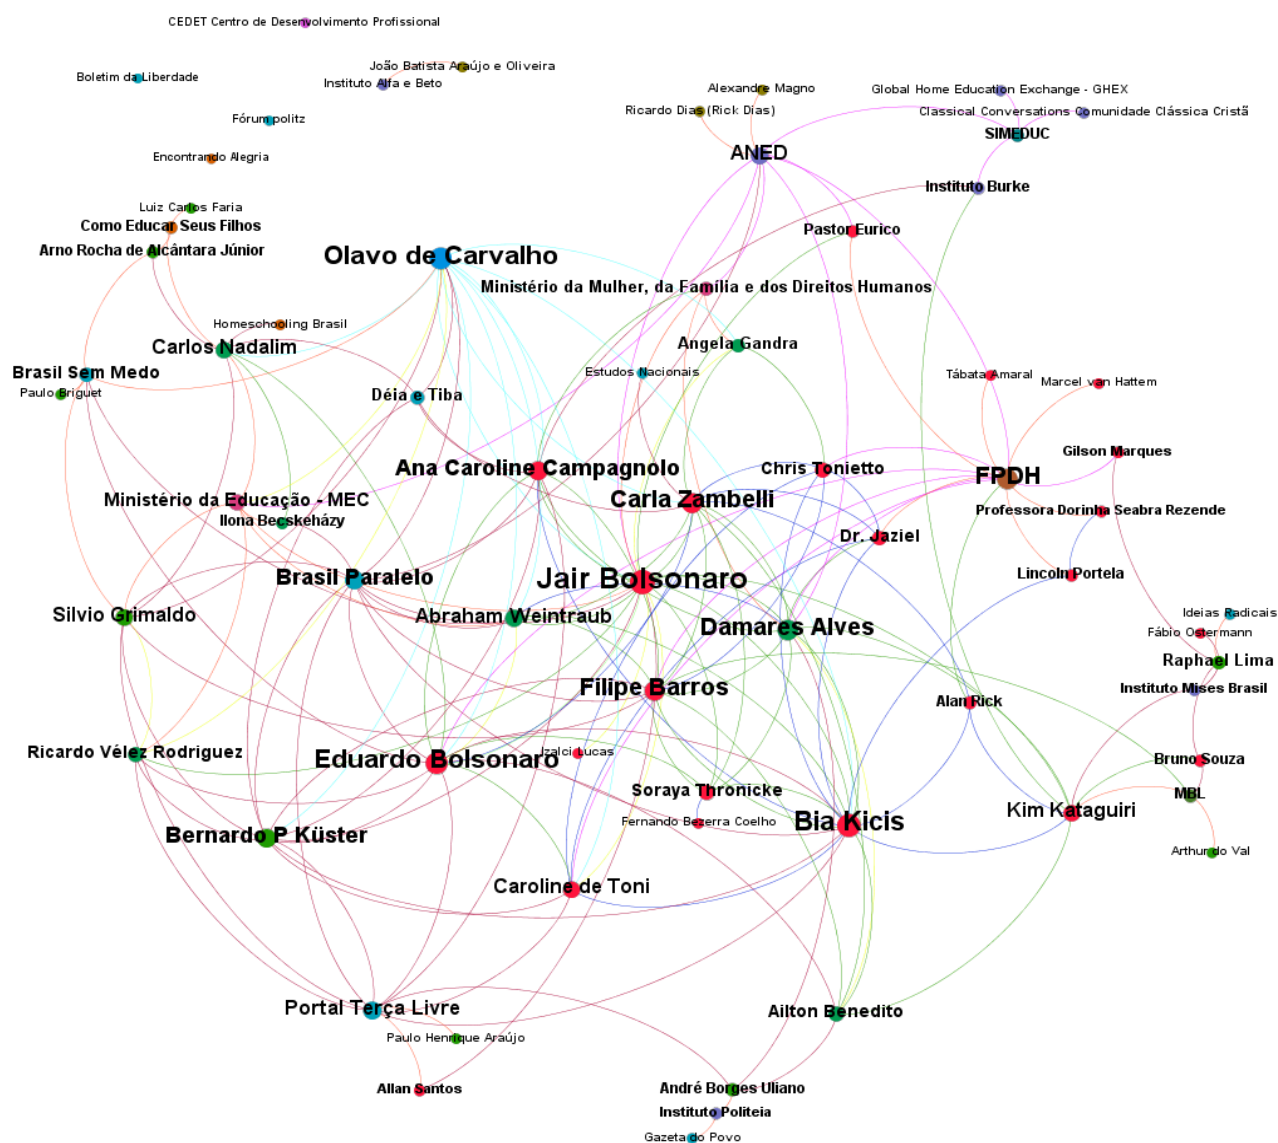 CEDET Centro de Desenvolvimento Profissional
João Batista Araújo e Oliveira
Boletim da Liberdade
Instituto Alfa e Beto
Alexandre Magno
Global Home Education Exchange - GHEX
Ricardo Dias (Rick Dias)
Classical Conversations Comunidade Clássica Cristã
Fórum politz
SIMEDUC
ANED
Encontrando Alegria
Instituto Burke
Luiz Carlos Faria
Como Educar Seus Filhos
Pastor Eurico
Arno Rocha de Alcântara Júnior
Olavo de Carvalho
Ministério da Mulher, da Família e dos Direitos Humanos
Homeschooling Brasil
Carlos Nadalim
Angela Gandra
Brasil Sem Medo
Estudos Nacionais
Tábata Amaral
Marcel van Hattem
Paulo Briguet
Déia e Tiba
Gilson Marques
Ana Caroline Campagnolo
Chris Tonietto
FPDH
Ministério da Educação - MEC
Carla Zambelli
Professora Dorinha Seabra Rezende
Ilona Becskeházy
Dr. Jaziel
Brasil Paralelo
Jair Bolsonaro
Lincoln Portela
Silvio Grimaldo
Abraham Weintraub
Damares Alves
Ideias Radicais
Fábio Ostermann
Raphael Lima
Filipe Barros
Instituto Mises Brasil
Alan Rick
Ricardo Vélez Rodriguez
Eduardo Bolsonaro
Izalci Lucas
Bruno Souza
Soraya Thronicke
MBL
Kim Kataguiri
Fernando Bezerra Coelho
Bia Kicis
Bernardo P Küster
Arthur do Val
Caroline de Toni
Portal Terça Livre
Ailton Benedito
Paulo Henrique Araújo
Allan Santos
André Borges Uliano
Instituto Politeia
Gazeta do Povo